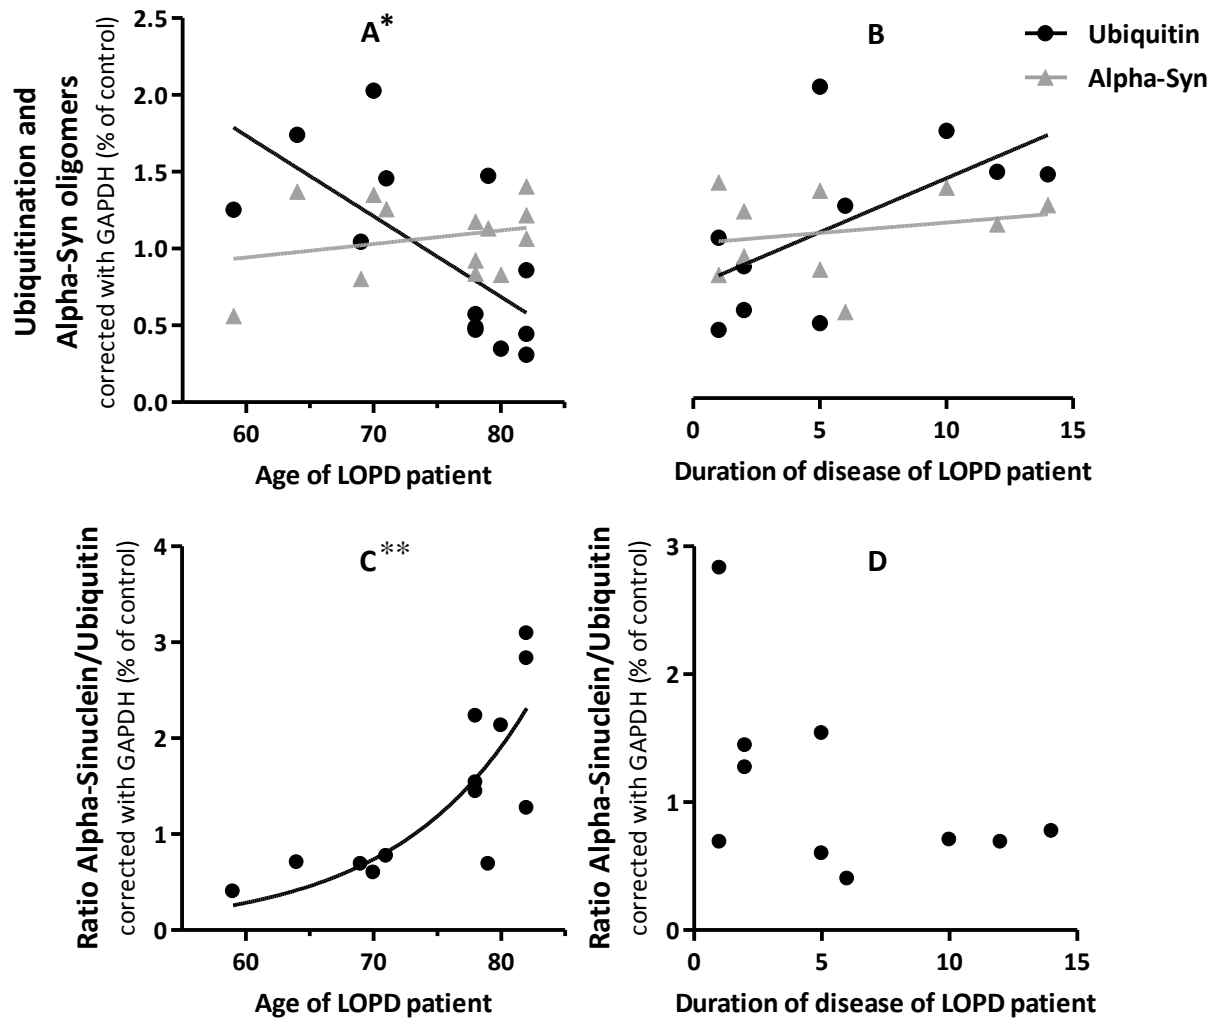 A*
B
Ubiquitin
Alpha-Syn
Ubiquitination and
Alpha-Syn oligomers
corrected with GAPDH (% of control)
2.5
2.0
1.5
1.0
0.5
0.0
60
70
80
Age of LOPD patient
0
5
10
15
Duration of disease of LOPD patient
C**
Ratio Alpha-Sinuclein/Ubiquitin
corrected with GAPDH (% of control)
4
3
2
1
0
60
70
80
Age of LOPD patient
D
Ratio Alpha-Sinuclein/Ubiquitin
corrected with GAPDH (% of control)
3
2
1
0
0
5
10
15
Duration of disease of LOPD patient